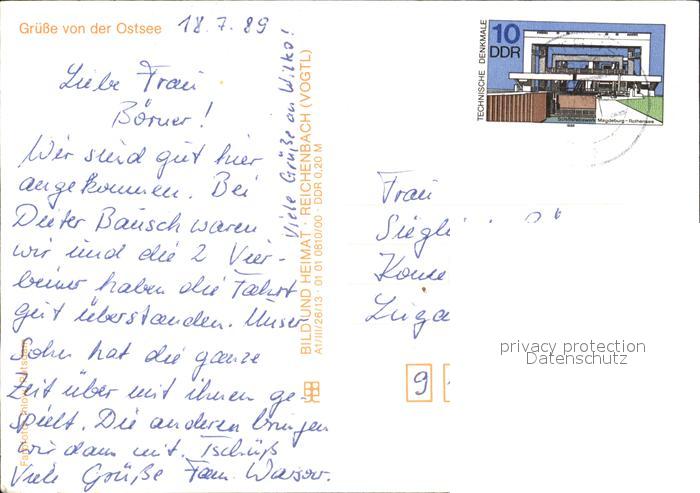 Grüße von der Ostsee
18.7.89
Liebe Frau
Börner!
Wir sind gut hier
angekommen. Bei
Dieter Bausch waren
wir und die 2 Vier-
beiner haben die Fahrt
gut überstanden. Unser
Sohn hat die ganze
Zeit über mit ihnen ge-
spielt. Die anderen bringen
wir dann mit. Tschüß
Viele Grüße Fam. Warsow.
Viele Grüße an Wilko!
BILD UND HEIMAT · REICHENBACH (VOGTL)
A1/III/26/13 · 01 01 0810/00 · DDR 0,20 M
TECHNISCHE DENKMALE
10
DDR
Magdeburg-Rothensee
Frau
Siegli
Konse
9
privacy protection
Datenschutz